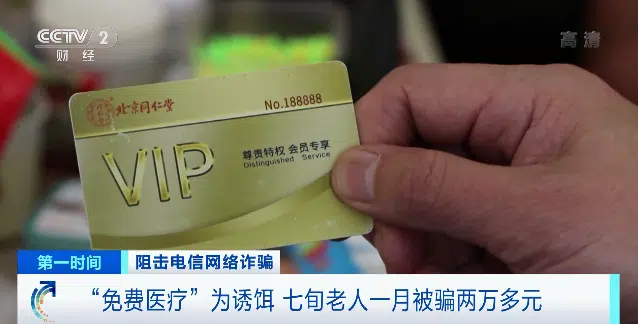 CCTV 2
财经
高清
北京同仁堂
No.188888
VIP
尊贵特权 会员专享
Distinguished Service
第一时间
阻击电信网络诈骗
“免费医疗”为诱饵 七旬老人一月被骗两万多元